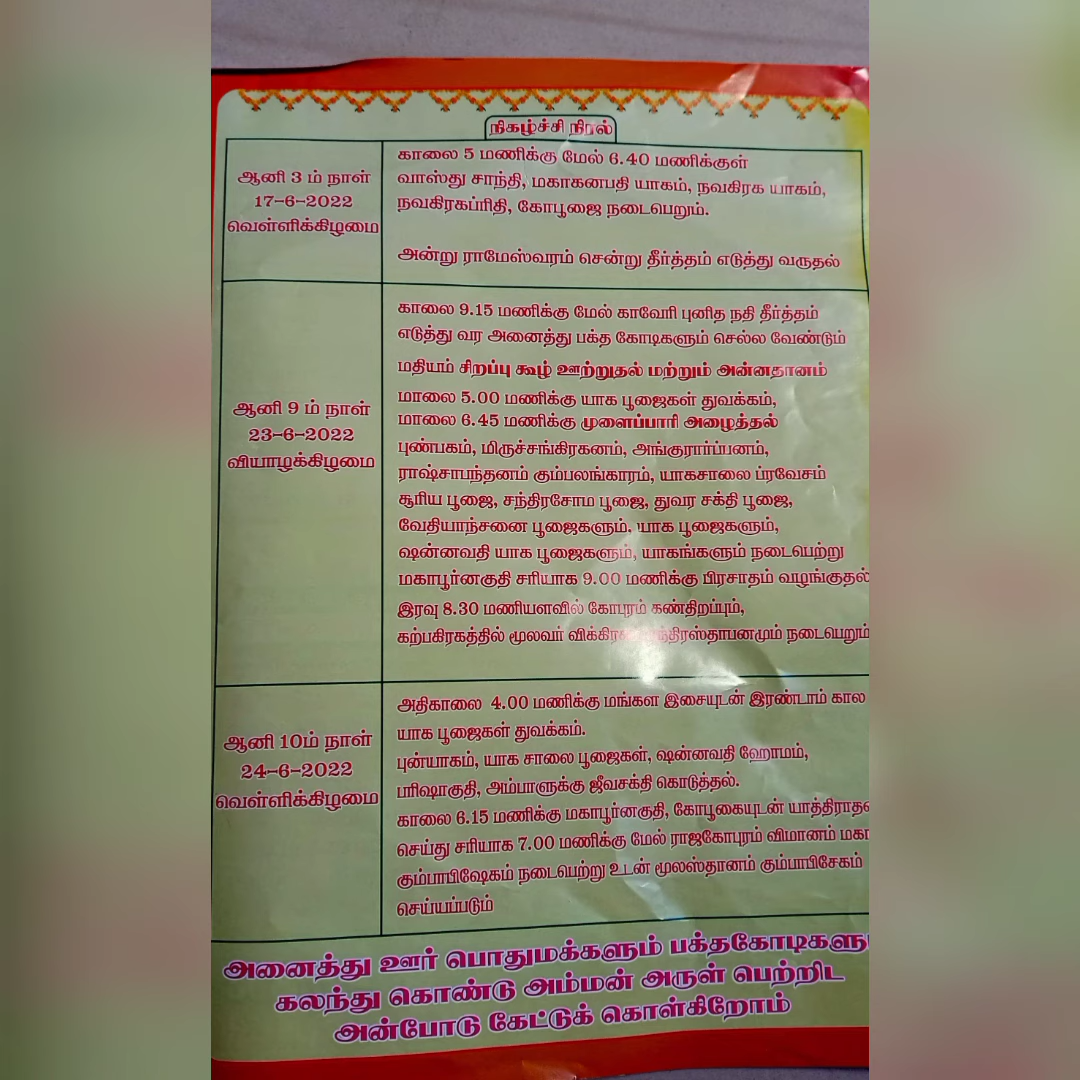 நிகழ்ச்சி நிரல்
ஆனி 3 ம் நாள்
17-6-2022
வெள்ளிக்கிழமை
காலை 5 மணிக்கு மேல் 6.40 மணிக்குள்
வாஸ்து சாந்தி, மகாகனபதி யாகம், நவகிரக யாகம்,
நவகிரகப்ரிதி, கோபூஜை நடைபெறும்.
அன்று ராமேஸ்வரம் சென்று தீர்த்தம் எடுத்து வருதல்
ஆனி 9 ம் நாள்
23-6-2022
வியாழக்கிழமை
காலை 9.15 மணிக்கு மேல் காவேரி புனித நதி தீர்த்தம்
எடுத்து வர அனைத்து பக்த கோடிகளும் செல்ல வேண்டும்
மதியம் சிறப்பு கூழ் ஊற்றுதல் மற்றும் அன்னதானம்
மாலை 5.00 மணிக்கு யாக பூஜைகள் துவக்கம்,
மாலை 6.45 மணிக்கு முளைப்பாரி அழைத்தல்
புண்பகம், மிருச்சங்கிரகனம், அங்குரார்ப்பனம்,
ராஷ்சாபந்தனம் கும்பலங்காரம், யாகசாலை ப்ரவேசம்
சூரிய பூஜை, சந்திரசோம பூஜை, துவர சக்தி பூஜை,
வேதியாந்சனை பூஜைகளும், யாக பூஜைகளும்,
ஷன்னவதி யாக பூஜைகளும், யாகங்களும் நடைபெற்று
மகாபூர்னகுதி சரியாக 9.00 மணிக்கு பிரசாதம் வழங்குதல்
இரவு 8.30 மணியளவில் கோபுரம் கண்திறப்பும்,
கற்பகிரகத்தில் மூலவர் நடைபெறும்
ஆனி 10ம் நாள்
24-6-2022
வெள்ளிக்கிழமை
அதிகாலை 4.00 மணிக்கு மங்கள இசையுடன் இரண்டாம் கால
யாக பூஜைகள் துவக்கம்.
புன்யாகம், யாக சாலை பூஜைகள், ஷன்னவதி ஹோமம்,
பரிஷாகுதி, அம்பாளுக்கு ஜீவசக்தி கொடுத்தல்.
காலை 6.15 மணிக்கு மகாபூர்னகுதி, கோபூகையுடன்
செய்து சரியாக 7.00 மணிக்கு மேல் ராஜகோபுரம் விமானம் மகா
கும்பாபிஷேகம் நடைபெற்று உடன் மூலஸ்தானம் கும்பாபிசேகம்
செய்யப்படும்
அனைத்து ஊர் பொதுமக்களும்
கலந்து கொண்டு அம்மன் அருள் பெற்றிட
அன்போடு கேட்டுக் கொள்கிறோம்